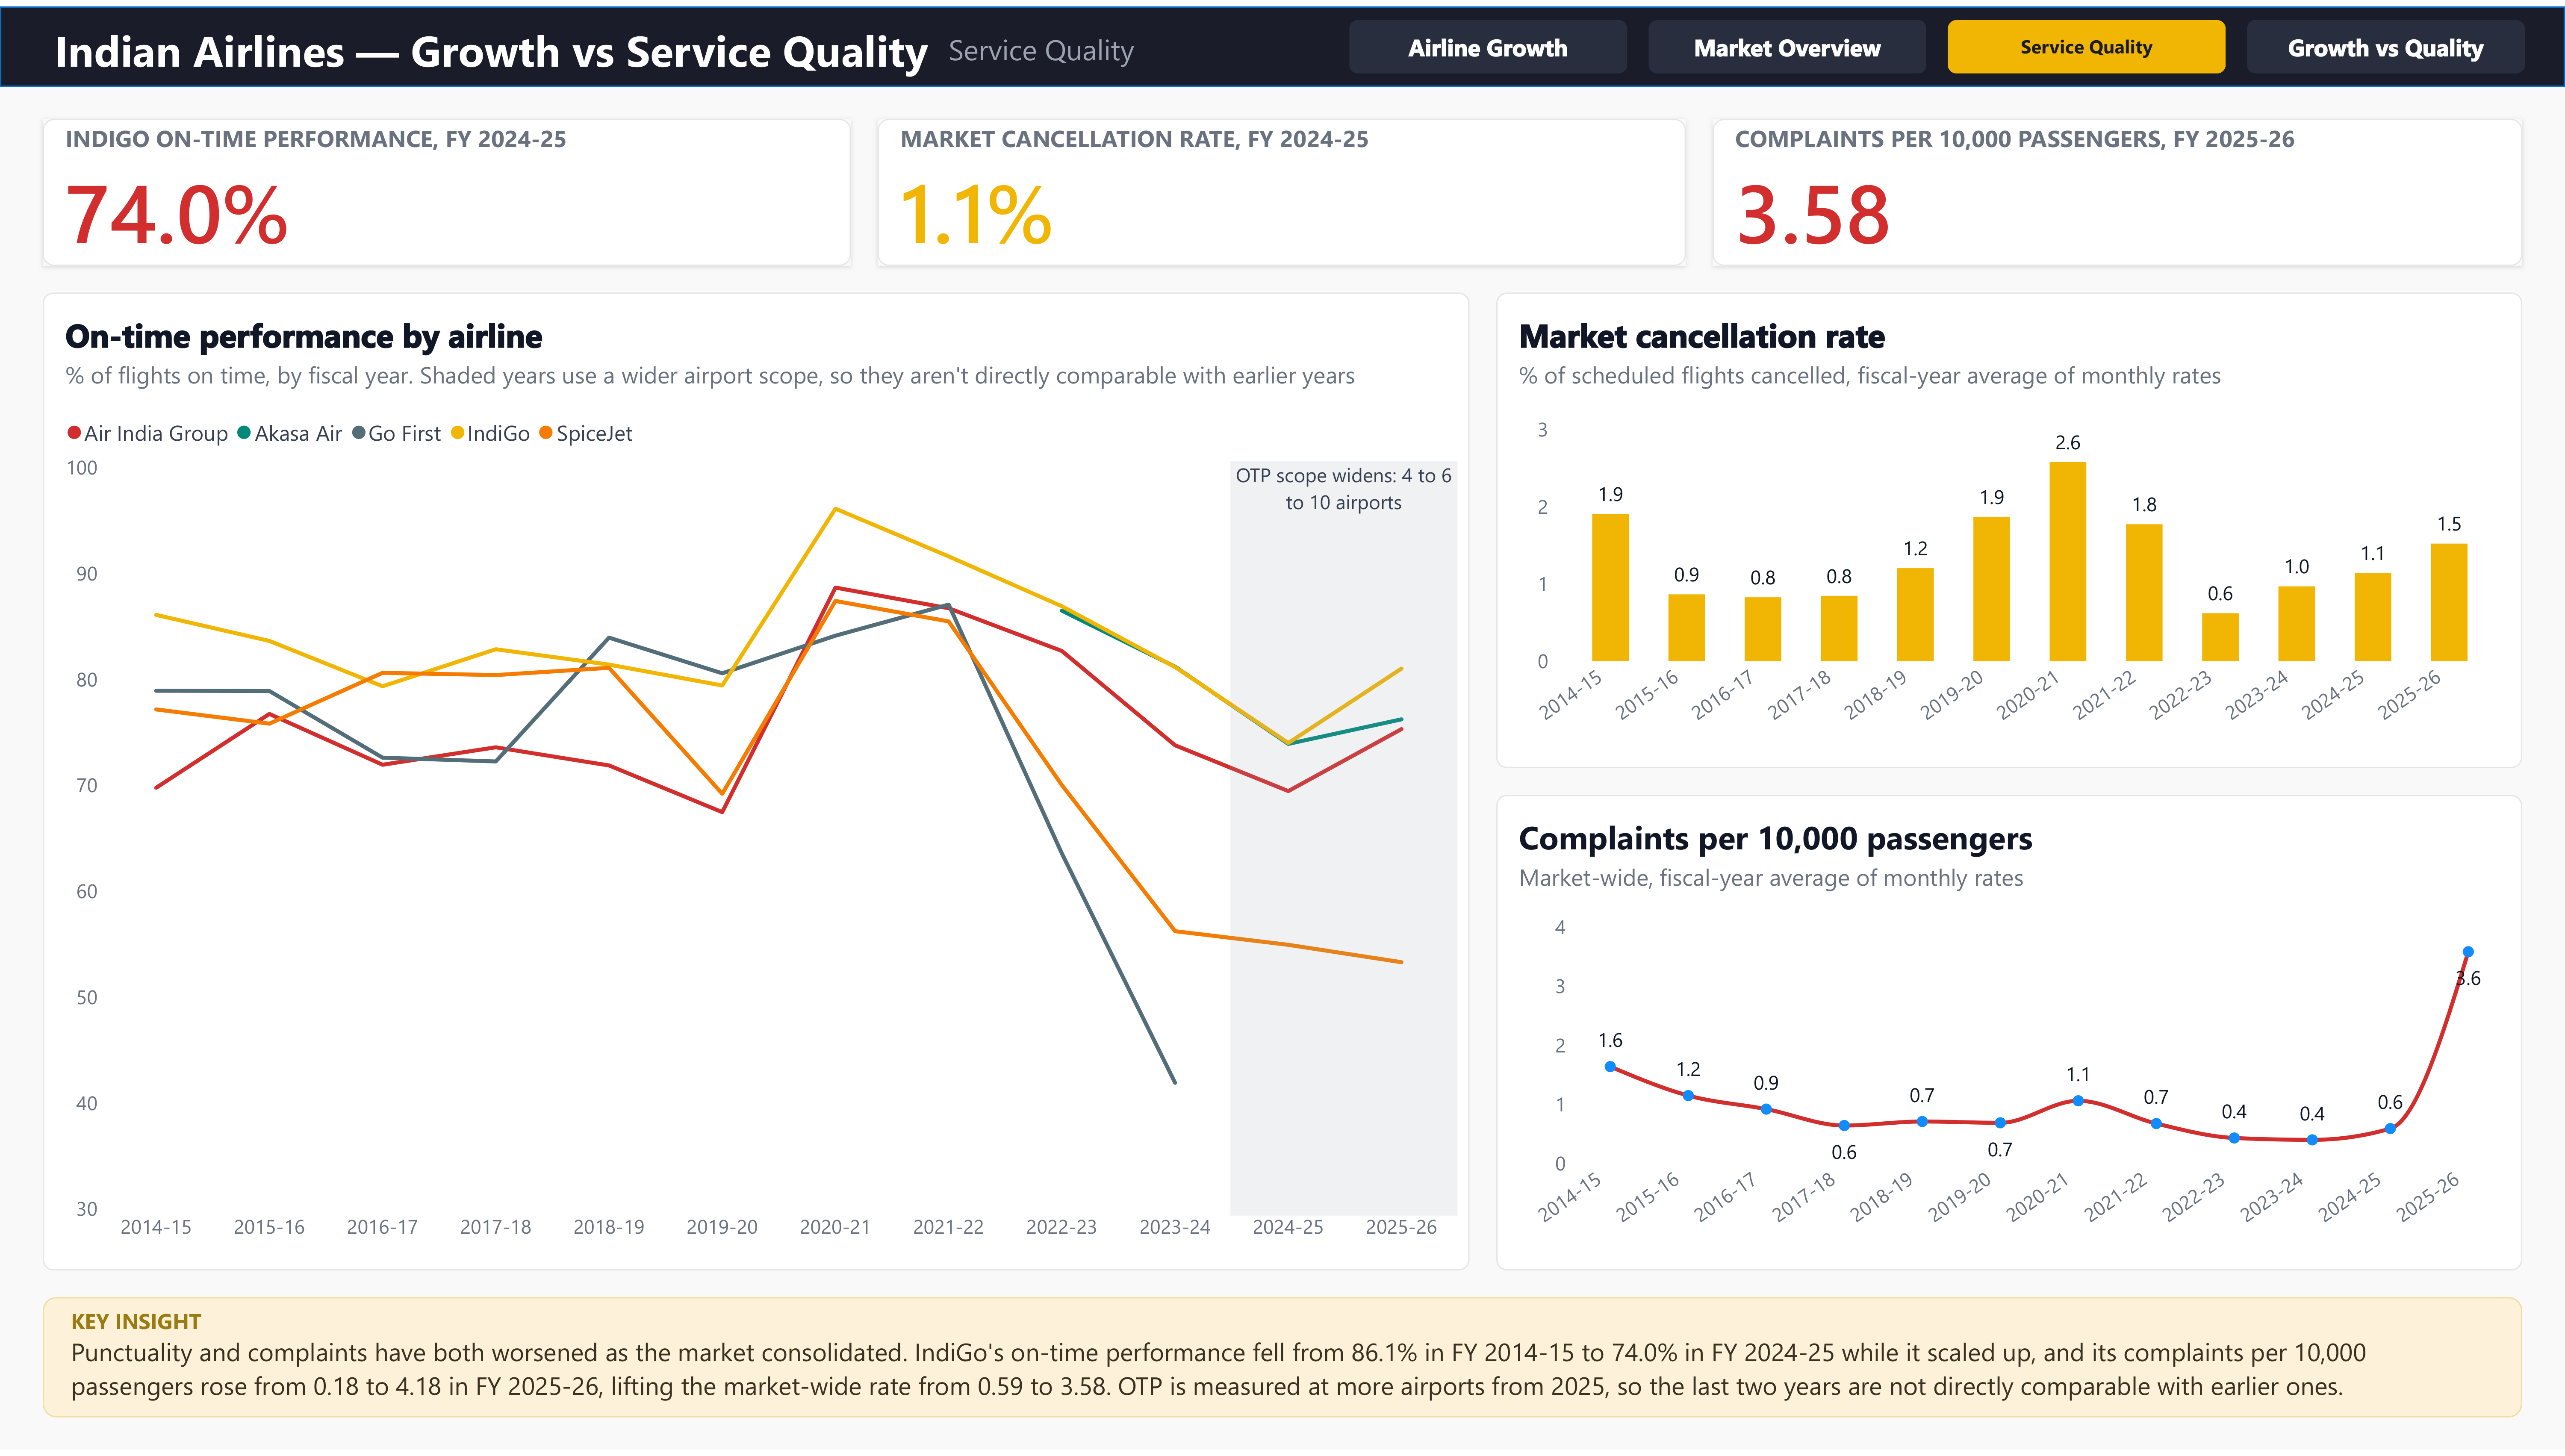 Indian Airlines — Growth vs Service Quality Service Quality
Airline Growth
Market Overview
Service Quality
Growth vs Quality
INDIGO ON-TIME PERFORMANCE, FY 2024-25
74.0%
MARKET CANCELLATION RATE, FY 2024-25
1.1%
COMPLAINTS PER 10,000 PASSENGERS, FY 2025-26
3.58
On-time performance by airline
% of flights on time, by fiscal year. Shaded years use a wider airport scope, so they aren't directly comparable with earlier years
Air India Group Akasa Air Go First IndiGo SpiceJet
OTP scope widens: 4 to 6
to 10 airports
100
90
80
70
60
50
40
30
2014-15 2015-16 2016-17 2017-18 2018-19 2019-20 2020-21 2021-22 2022-23 2023-24 2024-25 2025-26
Market cancellation rate
% of scheduled flights cancelled, fiscal-year average of monthly rates
3
2
1
0
1.9 0.9 0.8 0.8 1.2 1.9 2.6 1.8 0.6 1.0 1.1 1.5
2014-15 2015-16 2016-17 2017-18 2018-19 2019-20 2020-21 2021-22 2022-23 2023-24 2024-25 2025-26
Complaints per 10,000 passengers
Market-wide, fiscal-year average of monthly rates
4
3
2
1
0
1.6 1.2 0.9 0.6 0.7 0.7 1.1 0.7 0.4 0.4 0.6 3.6
2014-15 2015-16 2016-17 2017-18 2018-19 2019-20 2020-21 2021-22 2022-23 2023-24 2024-25 2025-26
KEY INSIGHT
Punctuality and complaints have both worsened as the market consolidated. IndiGo's on-time performance fell from 86.1% in FY 2014-15 to 74.0% in FY 2024-25 while it scaled up, and its complaints per 10,000
passengers rose from 0.18 to 4.18 in FY 2025-26, lifting the market-wide rate from 0.59 to 3.58. OTP is measured at more airports from 2025, so the last two years are not directly comparable with earlier ones.